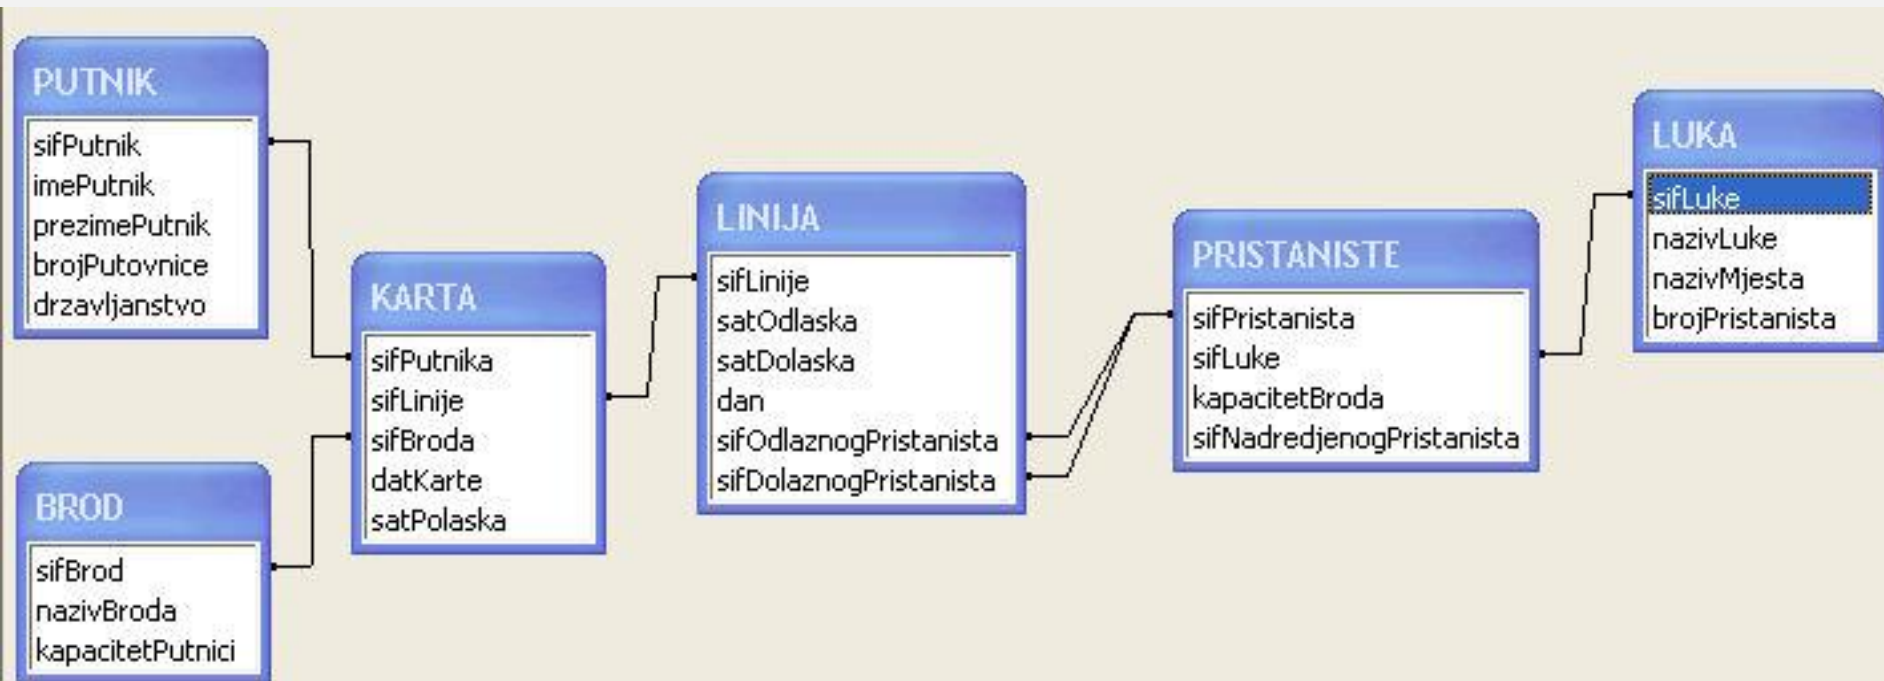 PUTNIK
sifPutnik
imePutnik
prezimePutnik
brojPutovnice
drzavljanstvo
BROD
sifBrod
nazivBroda
kapacitetPutnici
KARTA
sifPutnika
sifLinije
sifBroda
datKarte
satPolaska
LINIJA
sifLinije
satOdlaska
satDolaska
dan
sifOdlaznogPristanista
sifDolaznogPristanista
PRISTANISTE
sifPristanista
sifLuke
kapacitetBroda
sifNadredjenogPristanista
LUKA
sifLuke
nazivLuke
nazivMjesta
brojPristanista